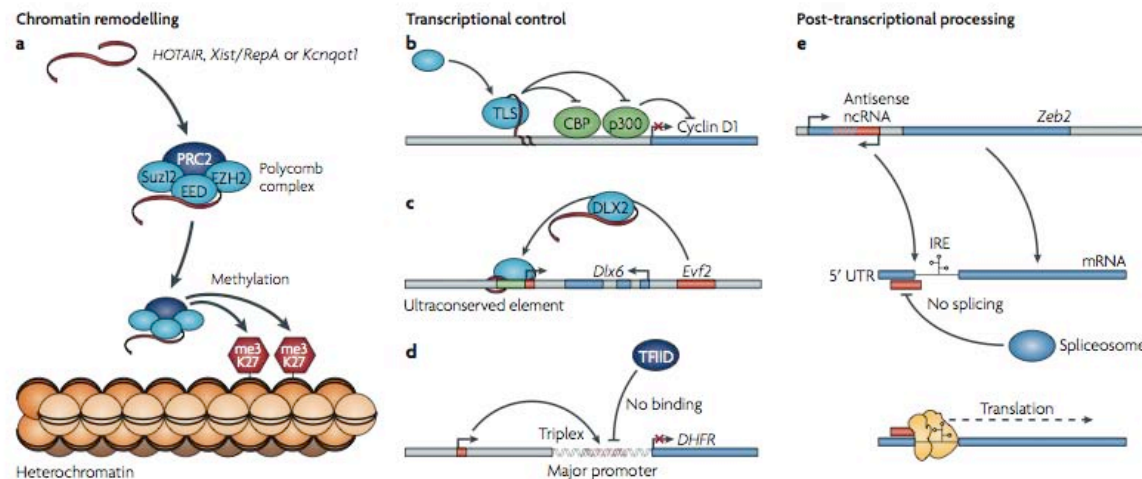 Chromatin remodelling
a
HOTAIR, Xist/RepA or Kcnqot1
PRC2
Suz12
EZH2
EED
Polycomb
complex
Methylation
me3
K27
me3
K27
Heterochromatin
Transcriptional control
b
TLS
CBP
p300
Cyclin D1
c
DLX2
Dlx6
Evf2
Ultraconserved element
d
TFIID
No binding
Triplex
DHFR
Major promoter
Post-transcriptional processing
e
Antisense
ncRNA
Zeb2
IRE
5′ UTR
mRNA
No splicing
Spliceosome
Translation